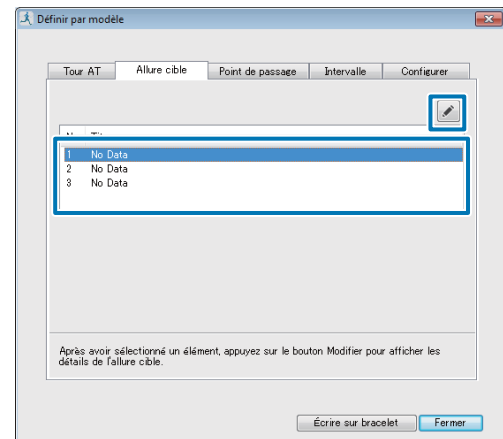 Définir par modèle
Tour AT Allure cible Point de passage Intervalle Configurer
1 No Data
2 No Data
3 No Data
Après avoir sélectionné un élément, appuyez sur le bouton Modifier pour afficher les
détails de l'allure cible.
Écrire sur bracelet Fermer